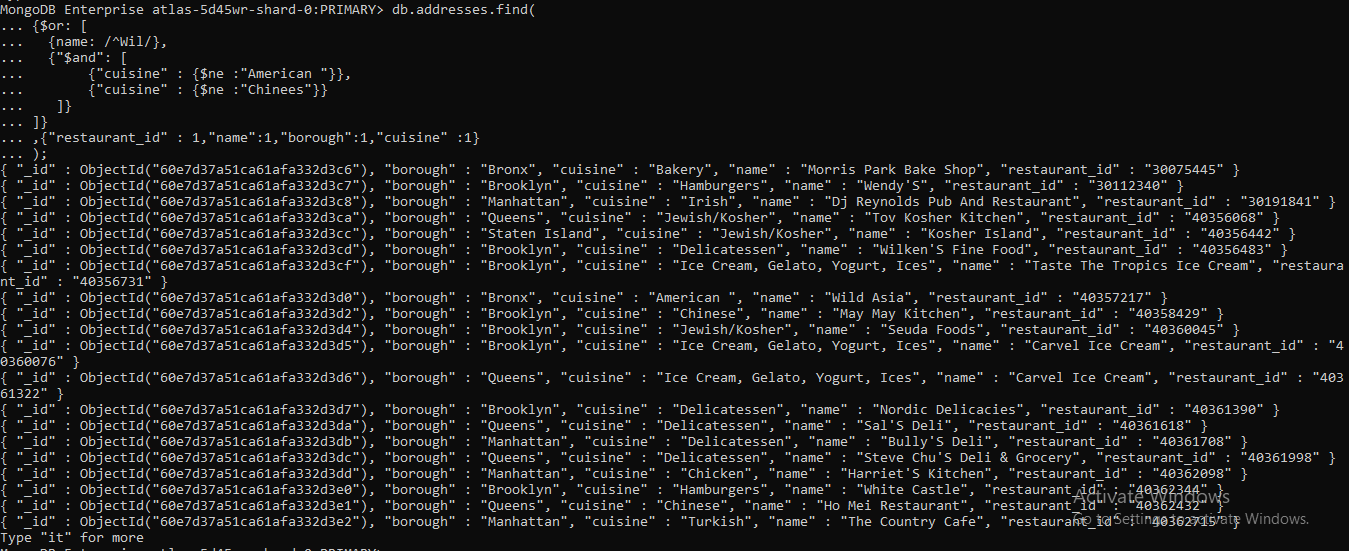 MongoDB Enterprise atlas-5d45wr-shard-0:PRIMARY> db.addresses.find(
... {$or: [
...   {name: /^Wil/},
...   {"$and": [
...        {"cuisine" : {$ne :"American "}},
...        {"cuisine" : {$ne :"Chinees"}}
...    ]}
... ]}
... ,{"restaurant_id" : 1,"name":1,"borough":1,"cuisine" :1}
... );
{ "_id" : ObjectId("60e7d37a51ca61afa332d3c6"), "borough" : "Bronx", "cuisine" : "Bakery", "name" : "Morris Park Bake Shop", "restaurant_id" : "30075445" }
{ "_id" : ObjectId("60e7d37a51ca61afa332d3c7"), "borough" : "Brooklyn", "cuisine" : "Hamburgers", "name" : "Wendy'S", "restaurant_id" : "30112340" }
{ "_id" : ObjectId("60e7d37a51ca61afa332d3c8"), "borough" : "Manhattan", "cuisine" : "Irish", "name" : "Dj Reynolds Pub And Restaurant", "restaurant_id" : "30191841" }
{ "_id" : ObjectId("60e7d37a51ca61afa332d3ca"), "borough" : "Queens", "cuisine" : "Jewish/Kosher", "name" : "Tov Kosher Kitchen", "restaurant_id" : "40356068" }
{ "_id" : ObjectId("60e7d37a51ca61afa332d3cc"), "borough" : "Staten Island", "cuisine" : "Jewish/Kosher", "name" : "Kosher Island", "restaurant_id" : "40356442" }
{ "_id" : ObjectId("60e7d37a51ca61afa332d3cd"), "borough" : "Brooklyn", "cuisine" : "Delicatessen", "name" : "Wilken'S Fine Food", "restaurant_id" : "40356483" }
{ "_id" : ObjectId("60e7d37a51ca61afa332d3cf"), "borough" : "Brooklyn", "cuisine" : "Ice Cream, Gelato, Yogurt, Ices", "name" : "Taste The Tropics Ice Cream", "restaura
nt_id" : "40356731" }
{ "_id" : ObjectId("60e7d37a51ca61afa332d3d0"), "borough" : "Bronx", "cuisine" : "American ", "name" : "Wild Asia", "restaurant_id" : "40357217" }
{ "_id" : ObjectId("60e7d37a51ca61afa332d3d2"), "borough" : "Brooklyn", "cuisine" : "Chinese", "name" : "May May Kitchen", "restaurant_id" : "40358429" }
{ "_id" : ObjectId("60e7d37a51ca61afa332d3d4"), "borough" : "Brooklyn", "cuisine" : "Jewish/Kosher", "name" : "Seuda Foods", "restaurant_id" : "40360045" }
{ "_id" : ObjectId("60e7d37a51ca61afa332d3d5"), "borough" : "Brooklyn", "cuisine" : "Ice Cream, Gelato, Yogurt, Ices", "name" : "Carvel Ice Cream", "restaurant_id" : "4
0360076" }
{ "_id" : ObjectId("60e7d37a51ca61afa332d3d6"), "borough" : "Queens", "cuisine" : "Ice Cream, Gelato, Yogurt, Ices", "name" : "Carvel Ice Cream", "restaurant_id" : "403
61322" }
{ "_id" : ObjectId("60e7d37a51ca61afa332d3d7"), "borough" : "Brooklyn", "cuisine" : "Delicatessen", "name" : "Nordic Delicacies", "restaurant_id" : "40361390" }
{ "_id" : ObjectId("60e7d37a51ca61afa332d3da"), "borough" : "Queens", "cuisine" : "Delicatessen", "name" : "Sal'S Deli", "restaurant_id" : "40361618" }
{ "_id" : ObjectId("60e7d37a51ca61afa332d3db"), "borough" : "Manhattan", "cuisine" : "Delicatessen", "name" : "Bully'S Deli", "restaurant_id" : "40361708" }
{ "_id" : ObjectId("60e7d37a51ca61afa332d3dc"), "borough" : "Queens", "cuisine" : "Delicatessen", "name" : "Steve Chu'S Deli & Grocery", "restaurant_id" : "40361998" }
{ "_id" : ObjectId("60e7d37a51ca61afa332d3dd"), "borough" : "Manhattan", "cuisine" : "Chicken", "name" : "Harriet'S Kitchen", "restaurant_id" : "40362098" }
{ "_id" : ObjectId("60e7d37a51ca61afa332d3e0"), "borough" : "Brooklyn", "cuisine" : "Hamburgers", "name" : "White Castle", "restaurant_id" : "40362344" }
{ "_id" : ObjectId("60e7d37a51ca61afa332d3e1"), "borough" : "Queens", "cuisine" : "Chinese", "name" : "Ho Mei Restaurant", "restaurant_id" : "40362432" }
{ "_id" : ObjectId("60e7d37a51ca61afa332d3e2"), "borough" : "Manhattan", "cuisine" : "Turkish", "name" : "The Country Cafe", "restaurant_id" : "40362715" }
Type "it" for more
Activate Windows
Go to Settings to activate Windows.